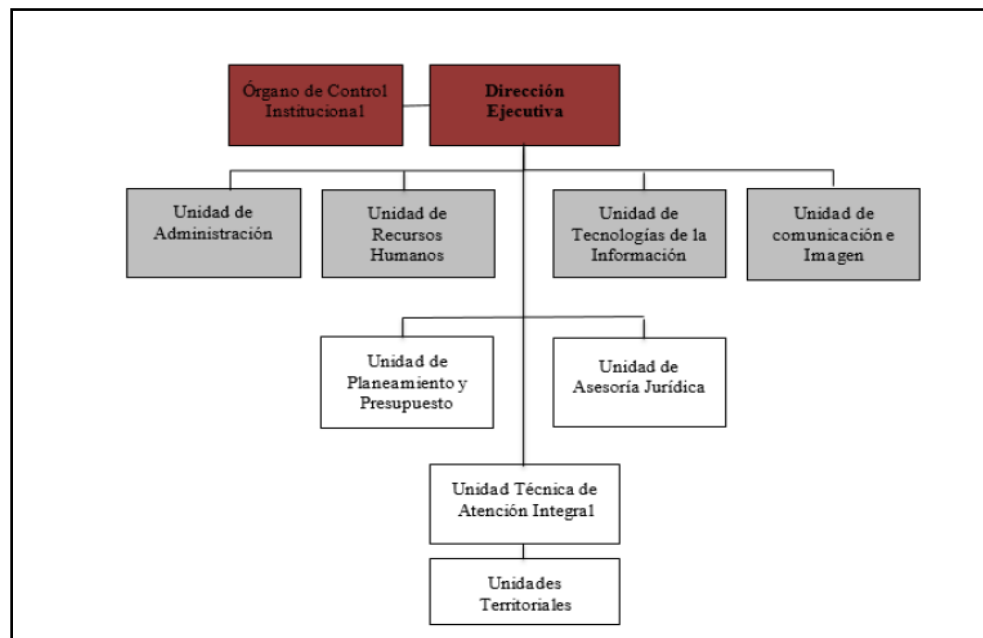 Órgano de Control
Institucional
Dirección
Ejecutiva
Unidad de
Administración
Unidad de
Recursos
Humanos
Unidad de
Tecnologías de la
Información
Unidad de
comunicación e
Imagen
Unidad de
Planeamiento y
Presupuesto
Unidad de
Asesoría Jurídica
Unidad Técnica de
Atención Integral
Unidades
Territoriales